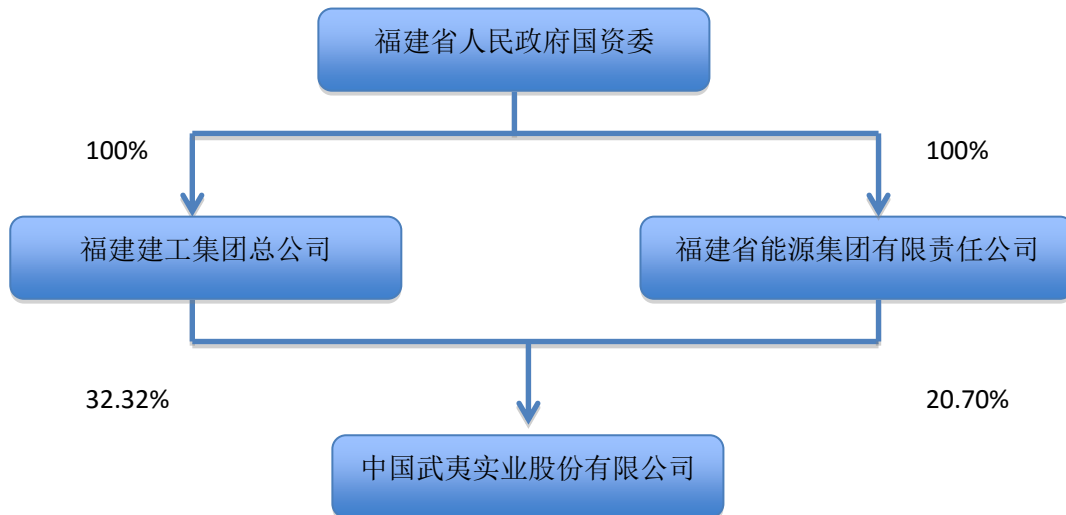 福建省人民政府国资委
100%
100%
福建建工集团总公司
福建省能源集团有限责任公司
32.32%
20.70%
中国武夷实业股份有限公司